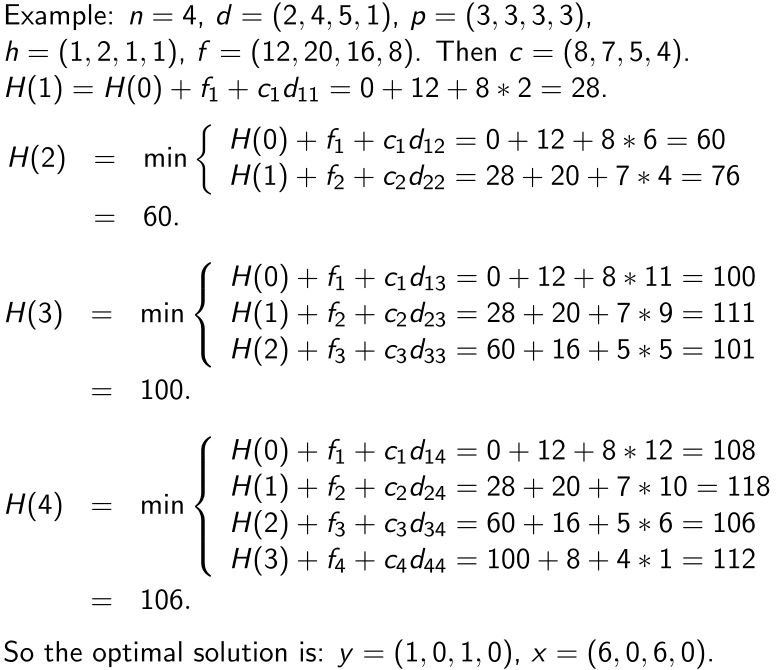 Example: n = 4, d = (2, 4, 5, 1), p = (3, 3, 3, 3),
h = (1, 2, 1, 1), f = (12, 20, 16, 8). Then c = (8, 7, 5, 4).
H(1) = H(0) + f₁ + c₁d₁₁ = 0 + 12 + 8 * 2 = 28.
H(2) = min { H(0) + f₁ + c₁d₁₂ = 0 + 12 + 8 * 6 = 60
H(1) + f₂ + c₂d₂₂ = 28 + 20 + 7 * 4 = 76
= 60.
H(3) = min { H(0) + f₁ + c₁d₁₃ = 0 + 12 + 8 * 11 = 100
H(1) + f₂ + c₂d₂₃ = 28 + 20 + 7 * 9 = 111
H(2) + f₃ + c₃d₃₃ = 60 + 16 + 5 * 5 = 101
= 100.
H(4) = min { H(0) + f₁ + c₁d₁₄ = 0 + 12 + 8 * 12 = 108
H(1) + f₂ + c₂d₂₄ = 28 + 20 + 7 * 10 = 118
H(2) + f₃ + c₃d₃₄ = 60 + 16 + 5 * 6 = 106
H(3) + f₄ + c₄d₄₄ = 100 + 8 + 4 * 1 = 112
= 106.
So the optimal solution is: y = (1, 0, 1, 0), x = (6, 0, 6, 0).